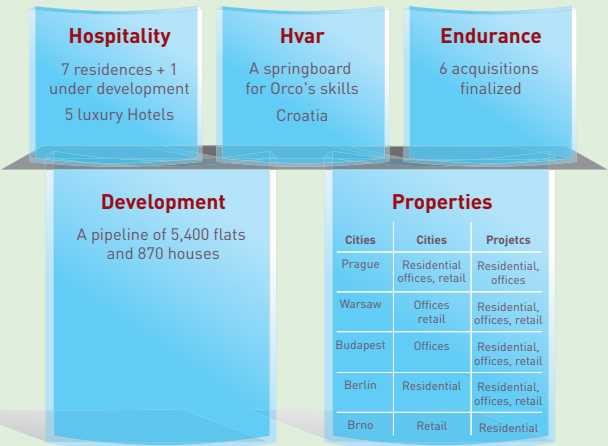 Hospitality
7 residences + 1
under development
5 luxury Hotels
Hvar
A springboard
for Orco's skills
Croatia
Endurance
6 acquisitions
finalized
Development
A pipeline of 5,400 flats
and 870 houses
Properties
Cities Cities Projetcs
Prague Residential Residential,
offices, retail offices
Warsaw Offices Residential,
retail offices, retail
Budapest Offices Residential,
offices, retail
Berlin Residential Residential,
offices, retail
Brno Retail Residential